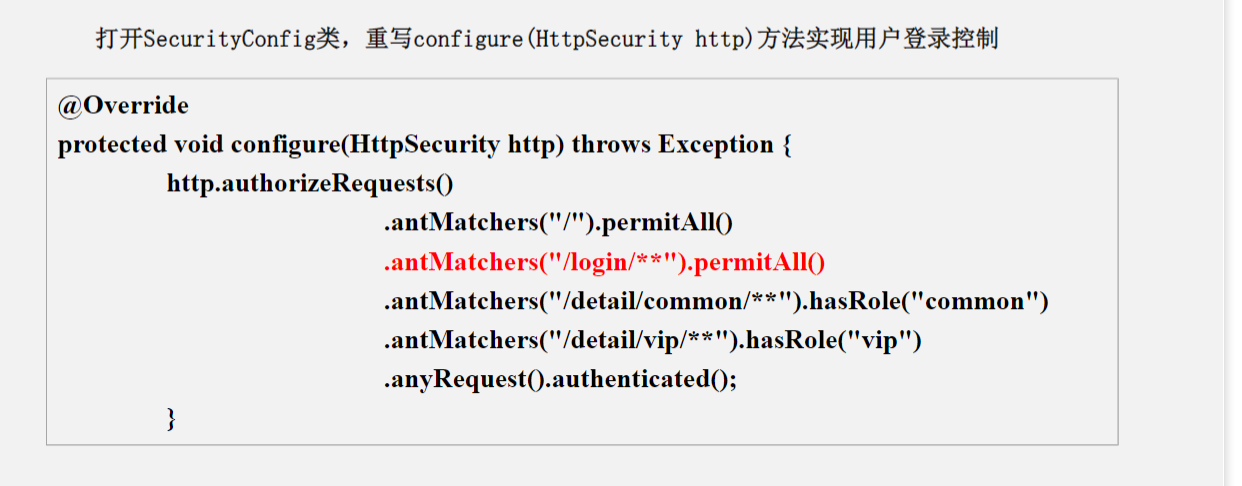 打开SecurityConfig类，重写configure(HttpSecurity http)方法实现用户登录控制
@Override
protected void configure(HttpSecurity http) throws Exception {
http.authorizeRequests()
.antMatchers("/").permitAll()
.antMatchers("/login/**").permitAll()
.antMatchers("/detail/common/**").hasRole("common")
.antMatchers("/detail/vip/**").hasRole("vip")
.anyRequest().authenticated();
}